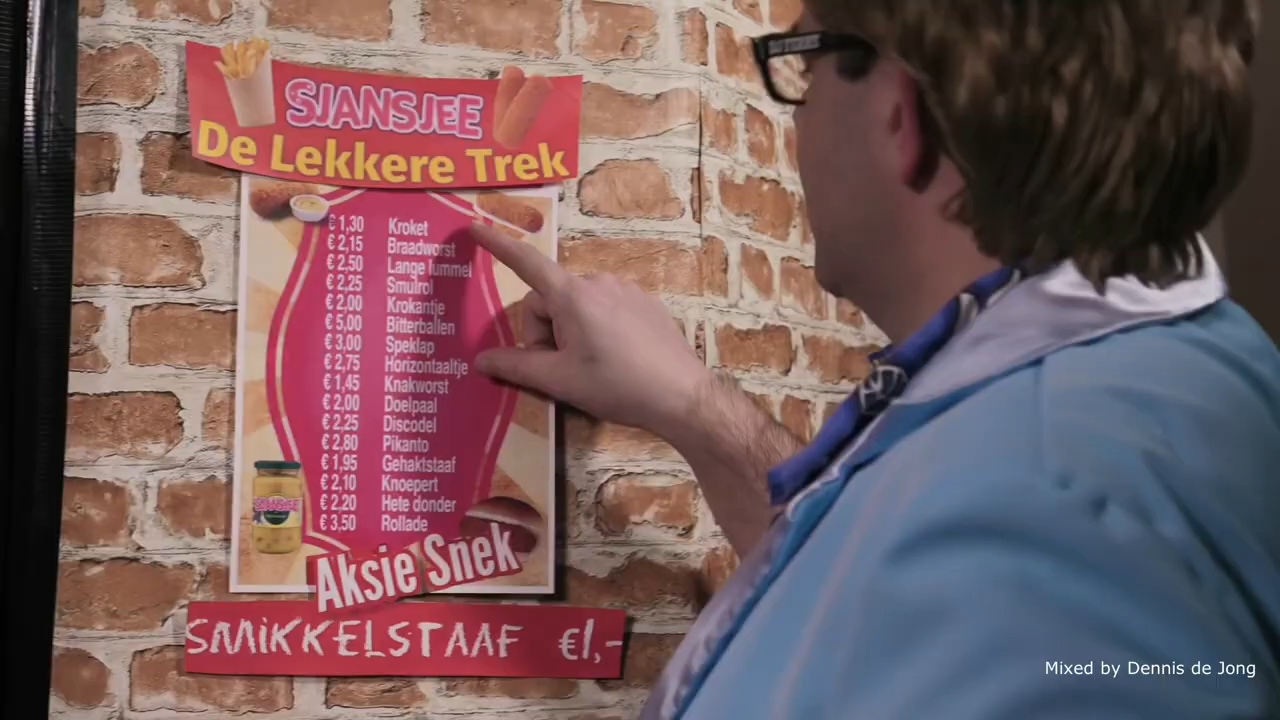 SJANSJEE
De Lekkere Trek
€ 1,30 Kroket
€ 2,15 Braadworst
€ 2,50 Lange lummel
€ 2,25 Smulrol
€ 2,00 Krokantje
€ 5,00 Bitterballen
€ 3,00 Speklap
€ 2,75 Horizontaaltje
€ 1,45 Knakworst
€ 2,00 Doelpaal
€ 2,25 Discodel
€ 2,80 Pikanto
€ 1,95 Gehaktstaaf
€ 2,10 Knoepert
€ 2,20 Hete donder
€ 3,50 Rollade
SJANSJEE
Aksie Snek
SMIKKELSTAAF €1,-
Mixed by Dennis de Jong